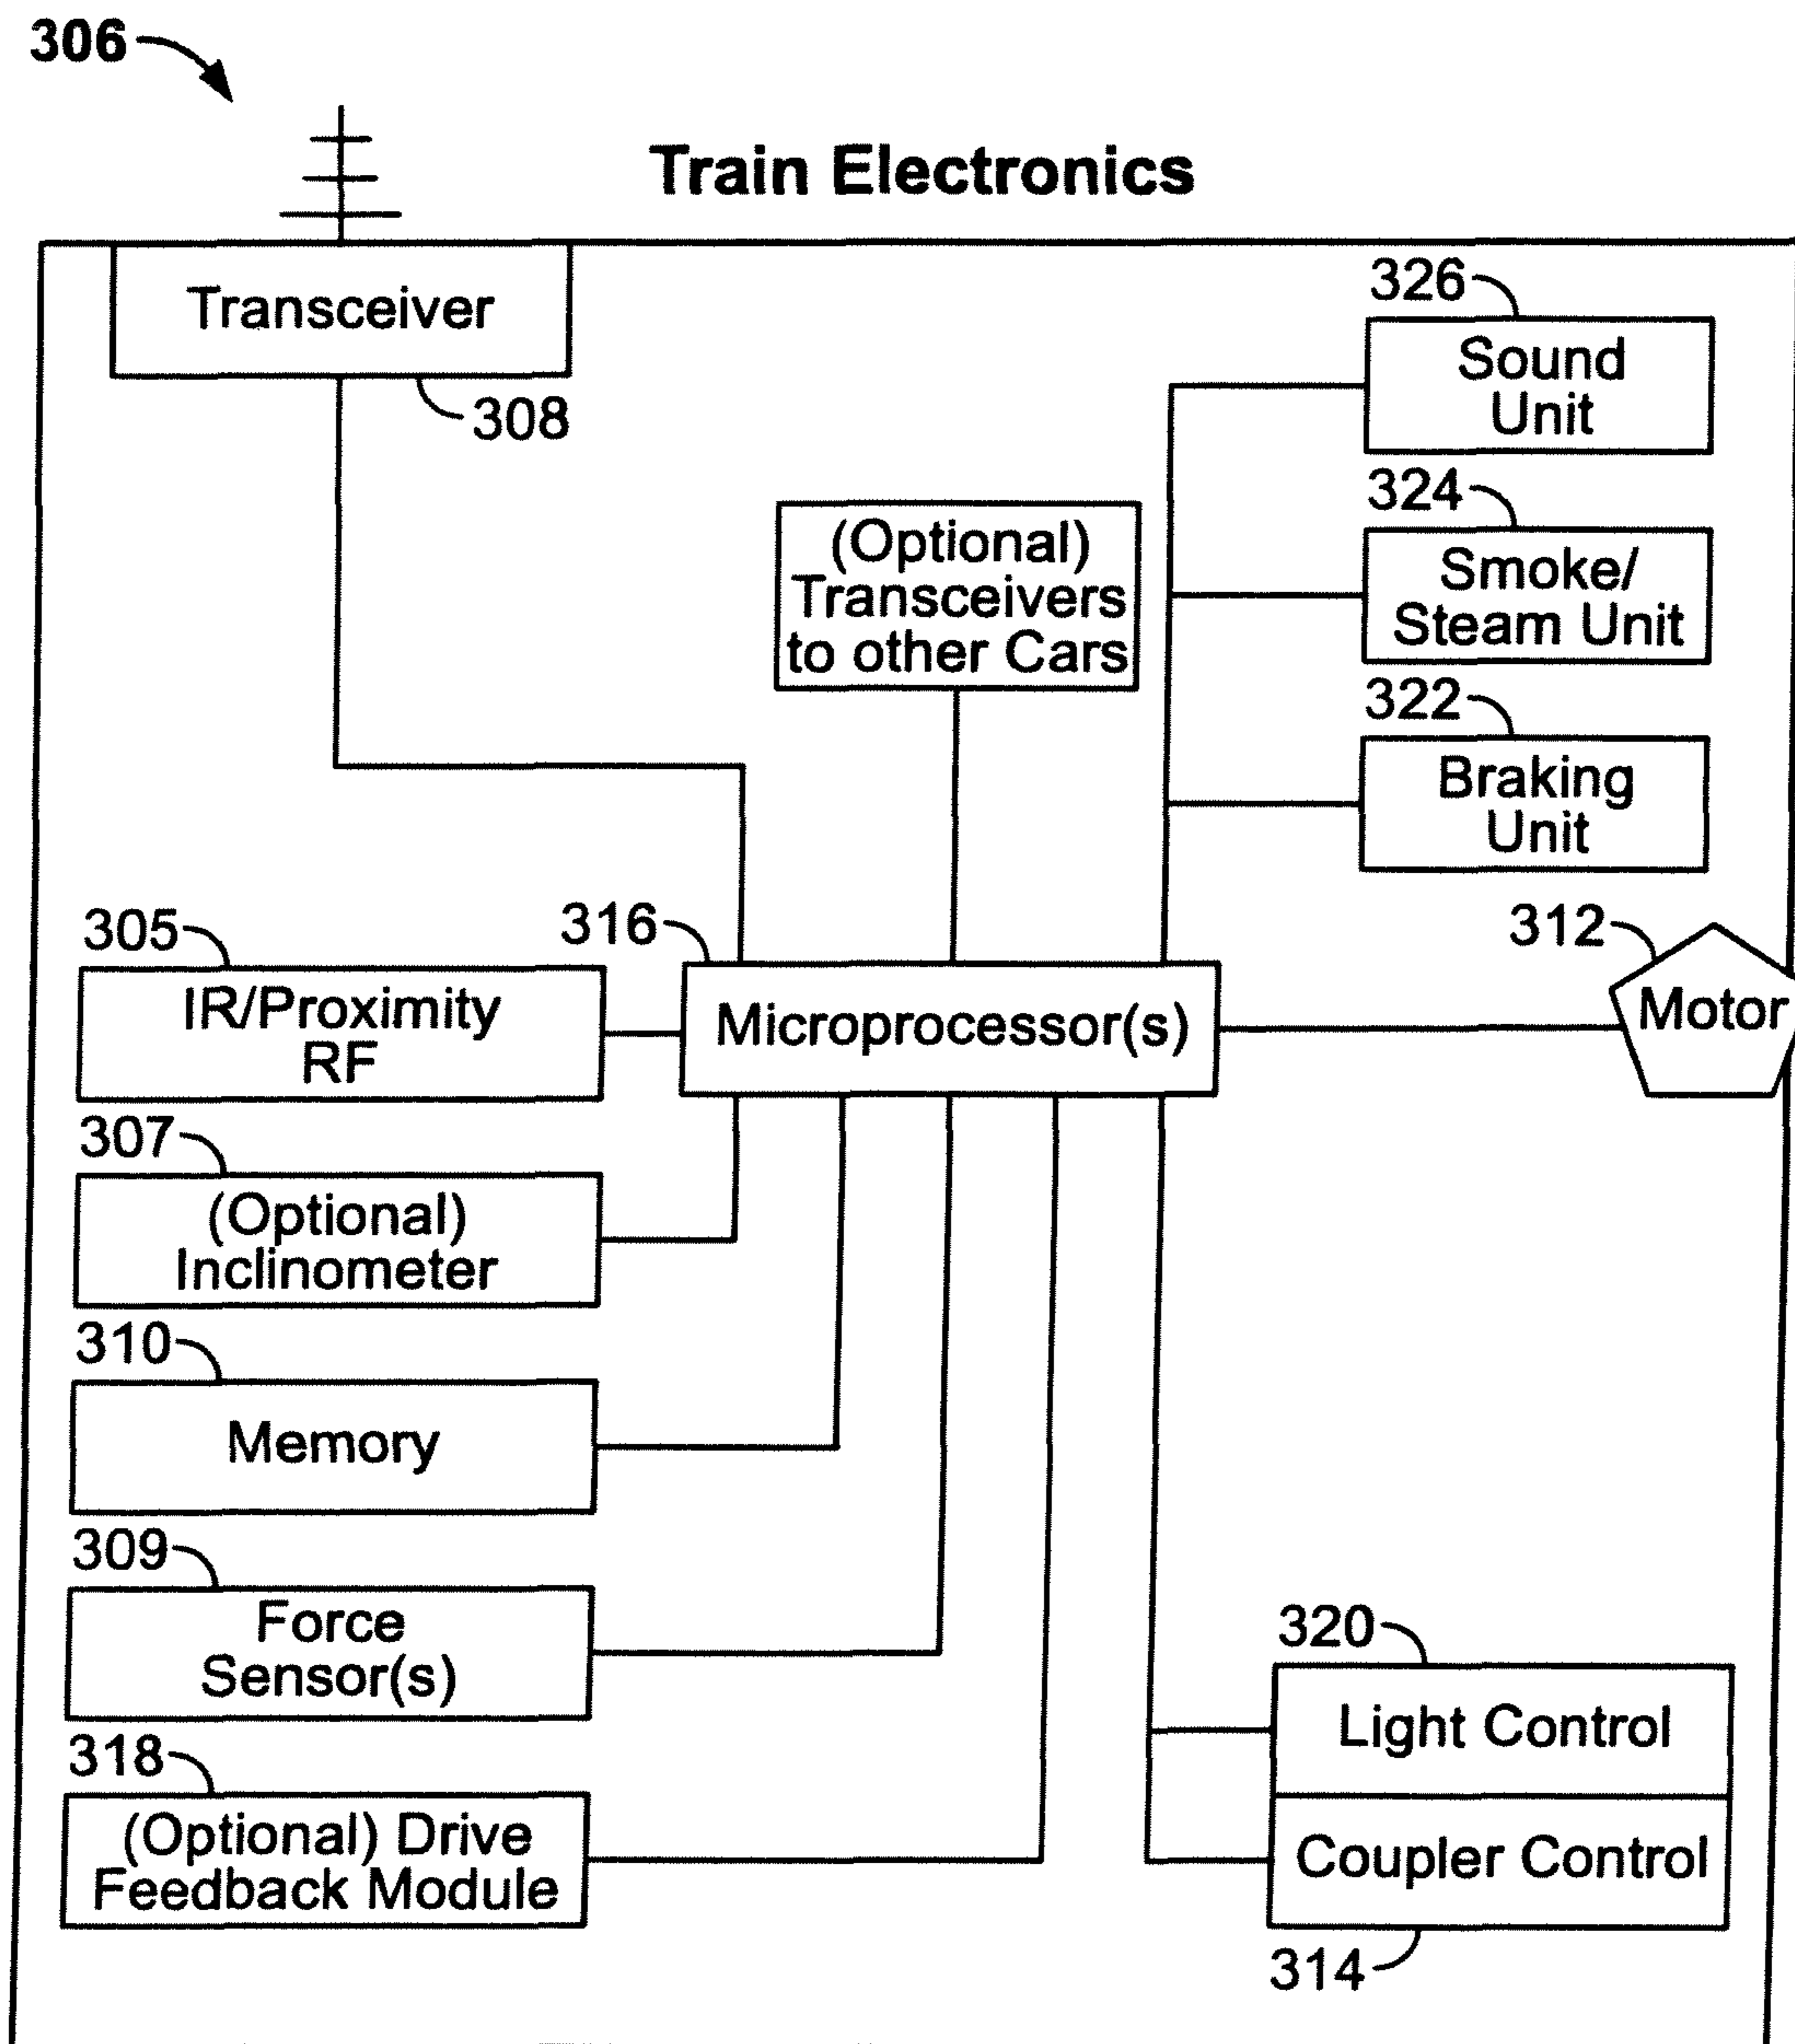 306
Train Electronics
Transceiver
308
326
Sound
Unit
324
Smoke/
Steam Unit
(Optional)
Transceivers
to other Cars
322
Braking
Unit
305
IR/Proximity
RF
316
Microprocessor(s)
312
Motor
307
(Optional)
Inclinometer
310
Memory
309
Force
Sensor(s)
318
(Optional) Drive
Feedback Module
320
Light Control
Coupler Control
314